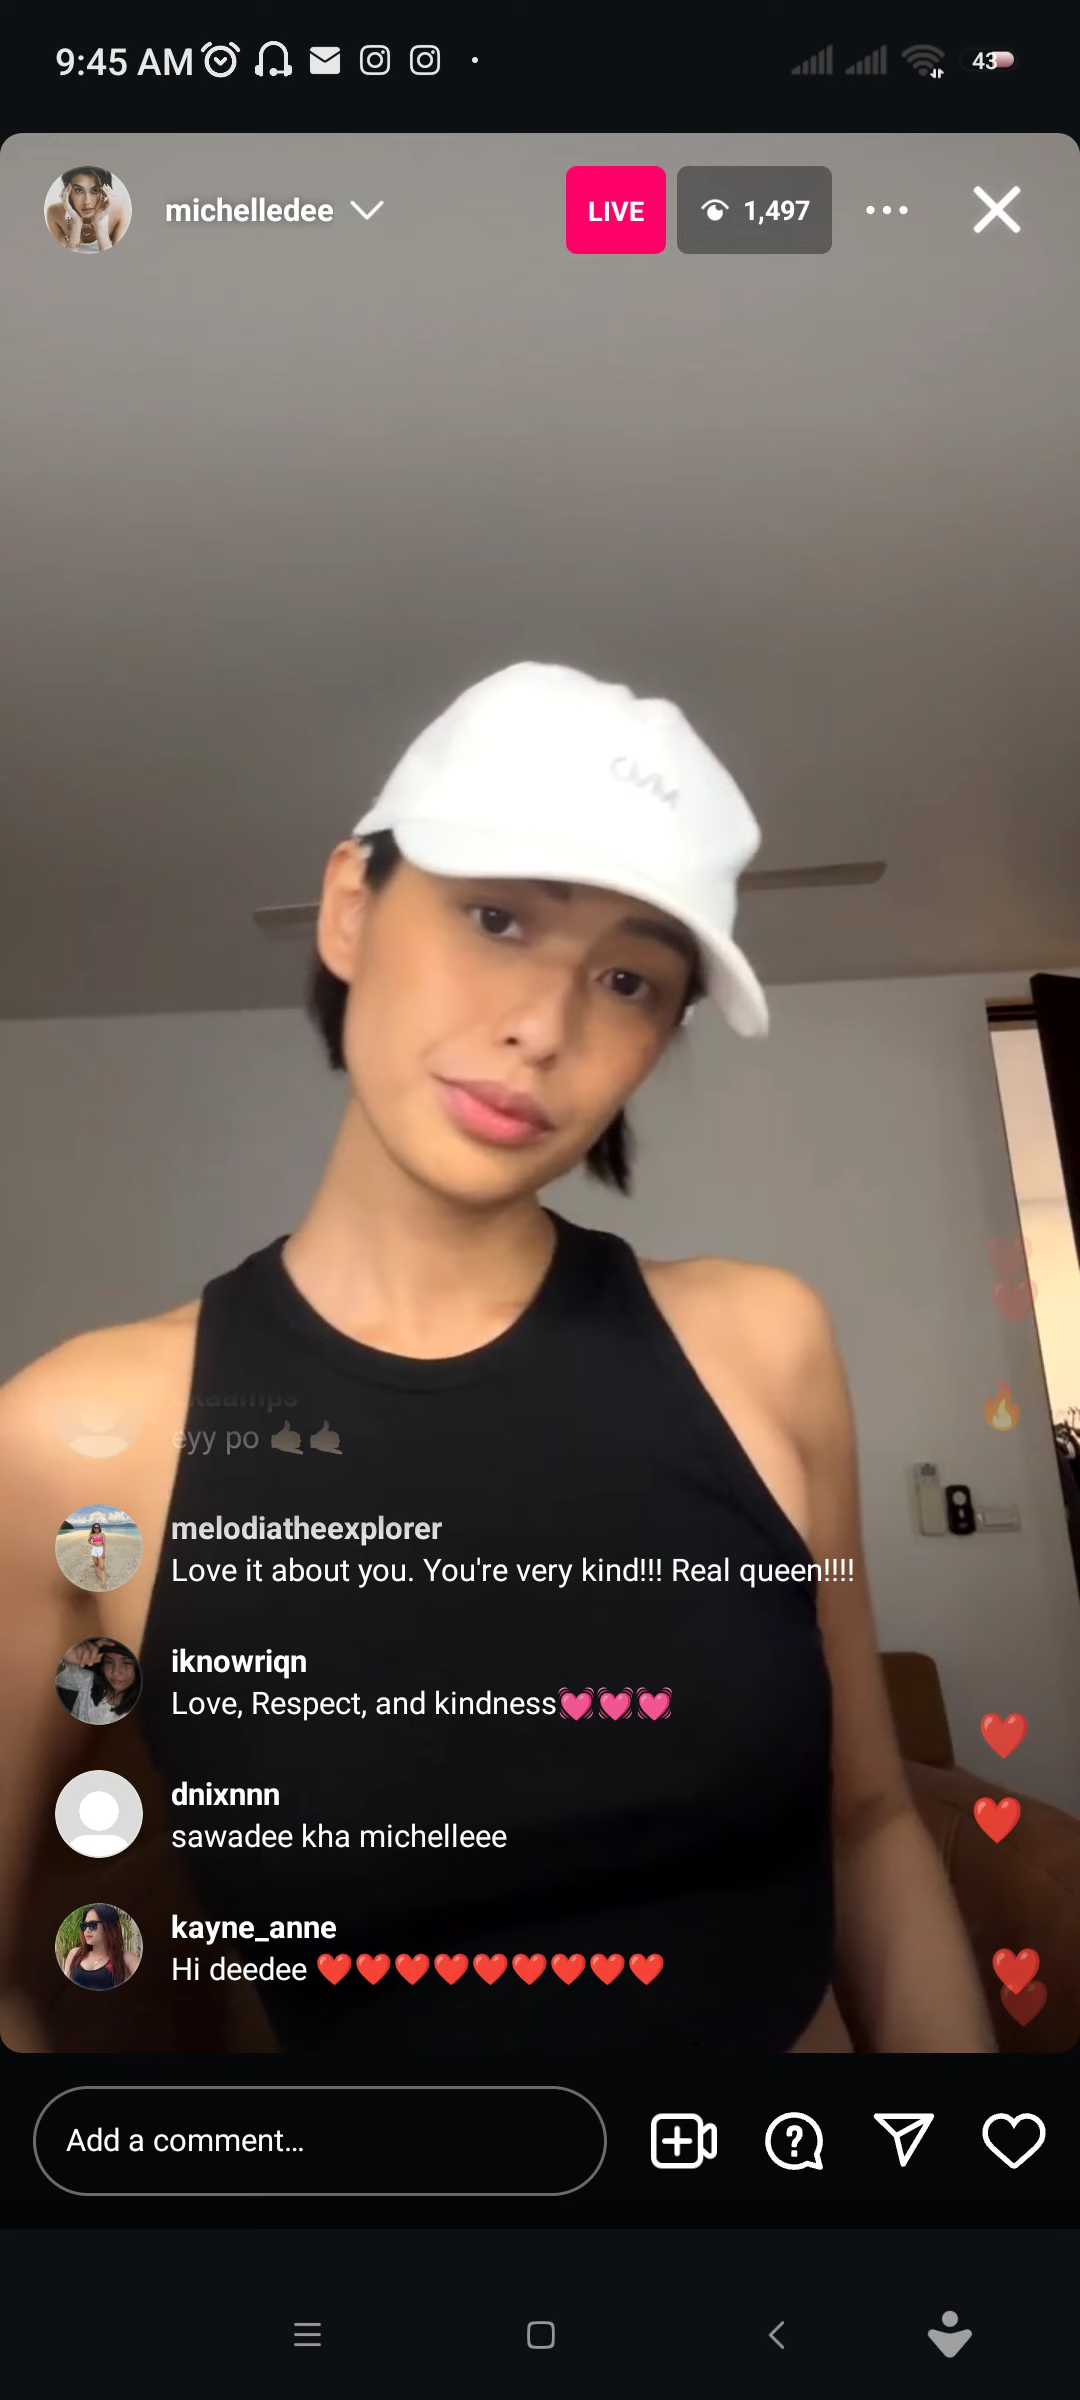 9:45 AM
43
michelledee
LIVE
1,497
eyy po 🤙🤙
melodiatheexplorer
Love it about you. You're very kind!!! Real queen!!!!
iknowriqn
Love, Respect, and kindness💓💓💓
dnixnnn
sawadee kha michelleee
kayne_anne
Hi deedee ❤️❤️❤️❤️❤️❤️❤️❤️❤️
Add a comment...